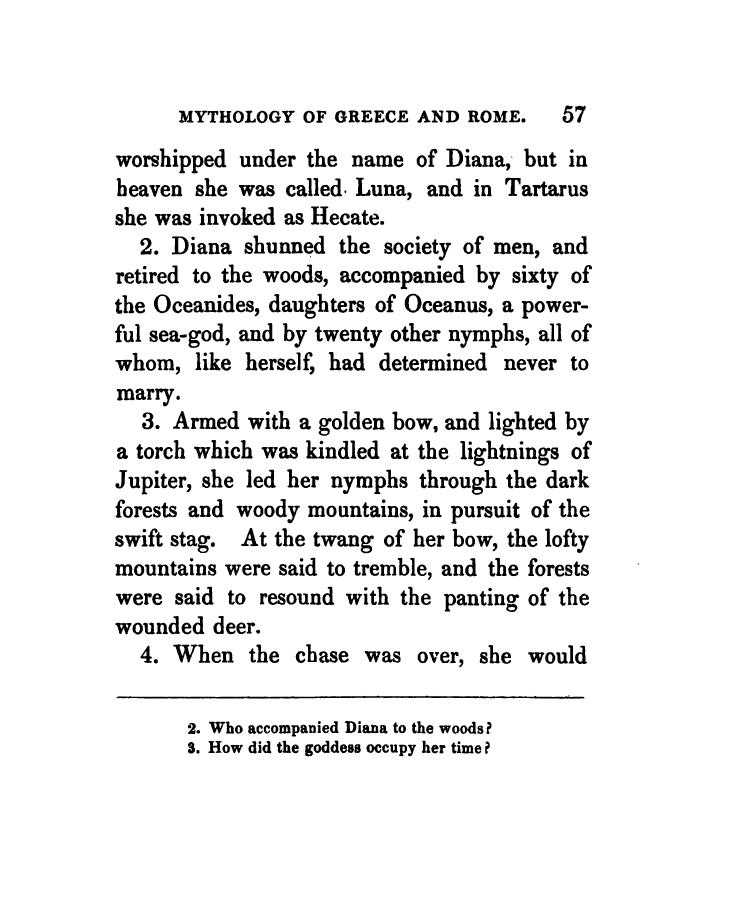 MYTHOLOGY OF GREECE AND ROME. 57
worshipped under the name of Diana, but in
heaven she was called Luna, and in Tartarus
she was invoked as Hecate.
2. Diana shunned the society of men, and
retired to the woods, accompanied by sixty of
the Oceanides, daughters of Oceanus, a power-
ful sea-god, and by twenty other nymphs, all of
whom, like herself, had determined never to
marry.
3. Armed with a golden bow, and lighted by
a torch which was kindled at the lightnings of
Jupiter, she led her nymphs through the dark
forests and woody mountains, in pursuit of the
swift stag. At the twang of her bow, the lofty
mountains were said to tremble, and the forests
were said to resound with the panting of the
wounded deer.
4. When the chase was over, she would
2. Who accompanied Diana to the woods?
3. How did the goddess occupy her time?